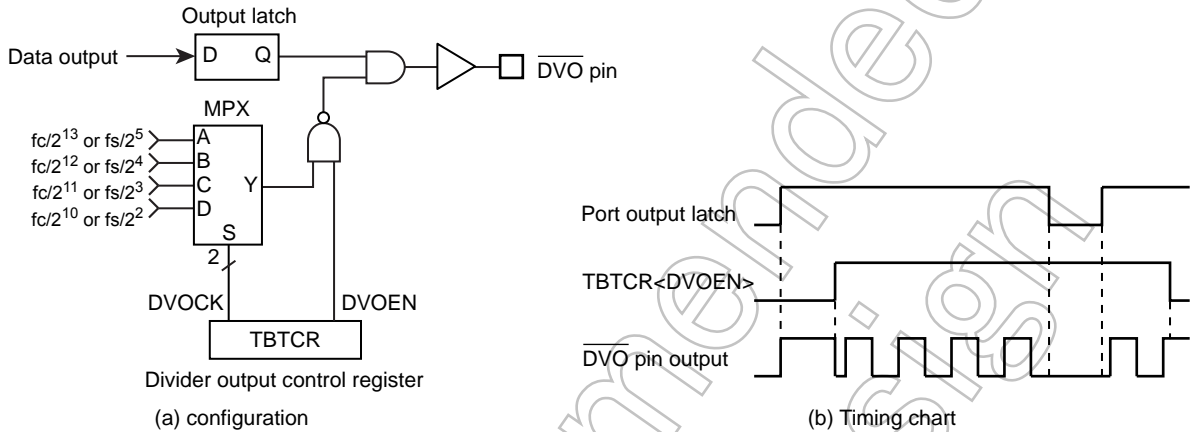 Output latch
Data output
D Q
DVO pin
MPX
fc/2^13 or fs/2^5
fc/2^12 or fs/2^4
fc/2^11 or fs/2^3
fc/2^10 or fs/2^2
A
B
C
D
Y
S
2
DVOCK
DVOEN
TBTCR
Divider output control register
(a) configuration
Port output latch
TBTCR<DVOEN>
DVO pin output
(b) Timing chart